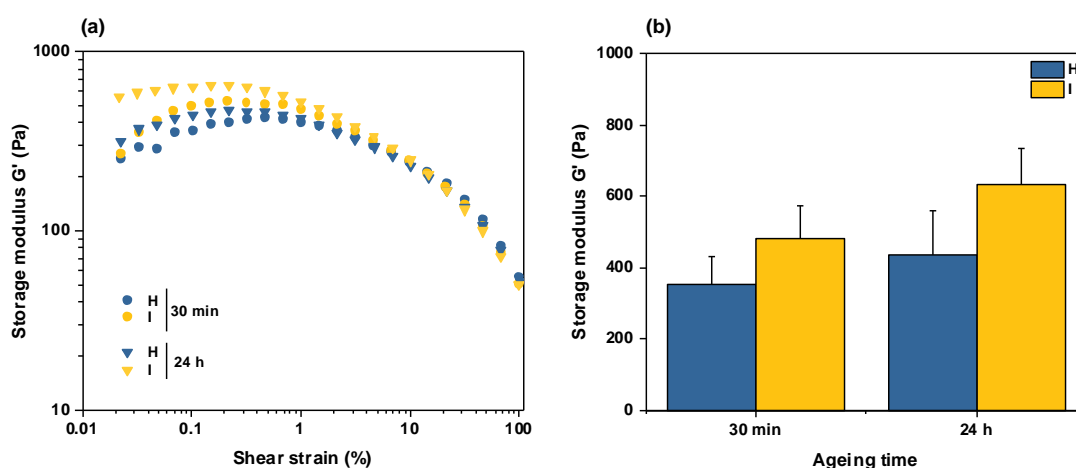 (a)
Storage modulus G' (Pa)
1000
100
10
H
I
30 min
H
I
24 h
0.01
0.1
1
10
100
Shear strain (%)
(b)
Storage modulus G' (Pa)
1000
800
600
400
200
0
H
I
30 min
24 h
Ageing time